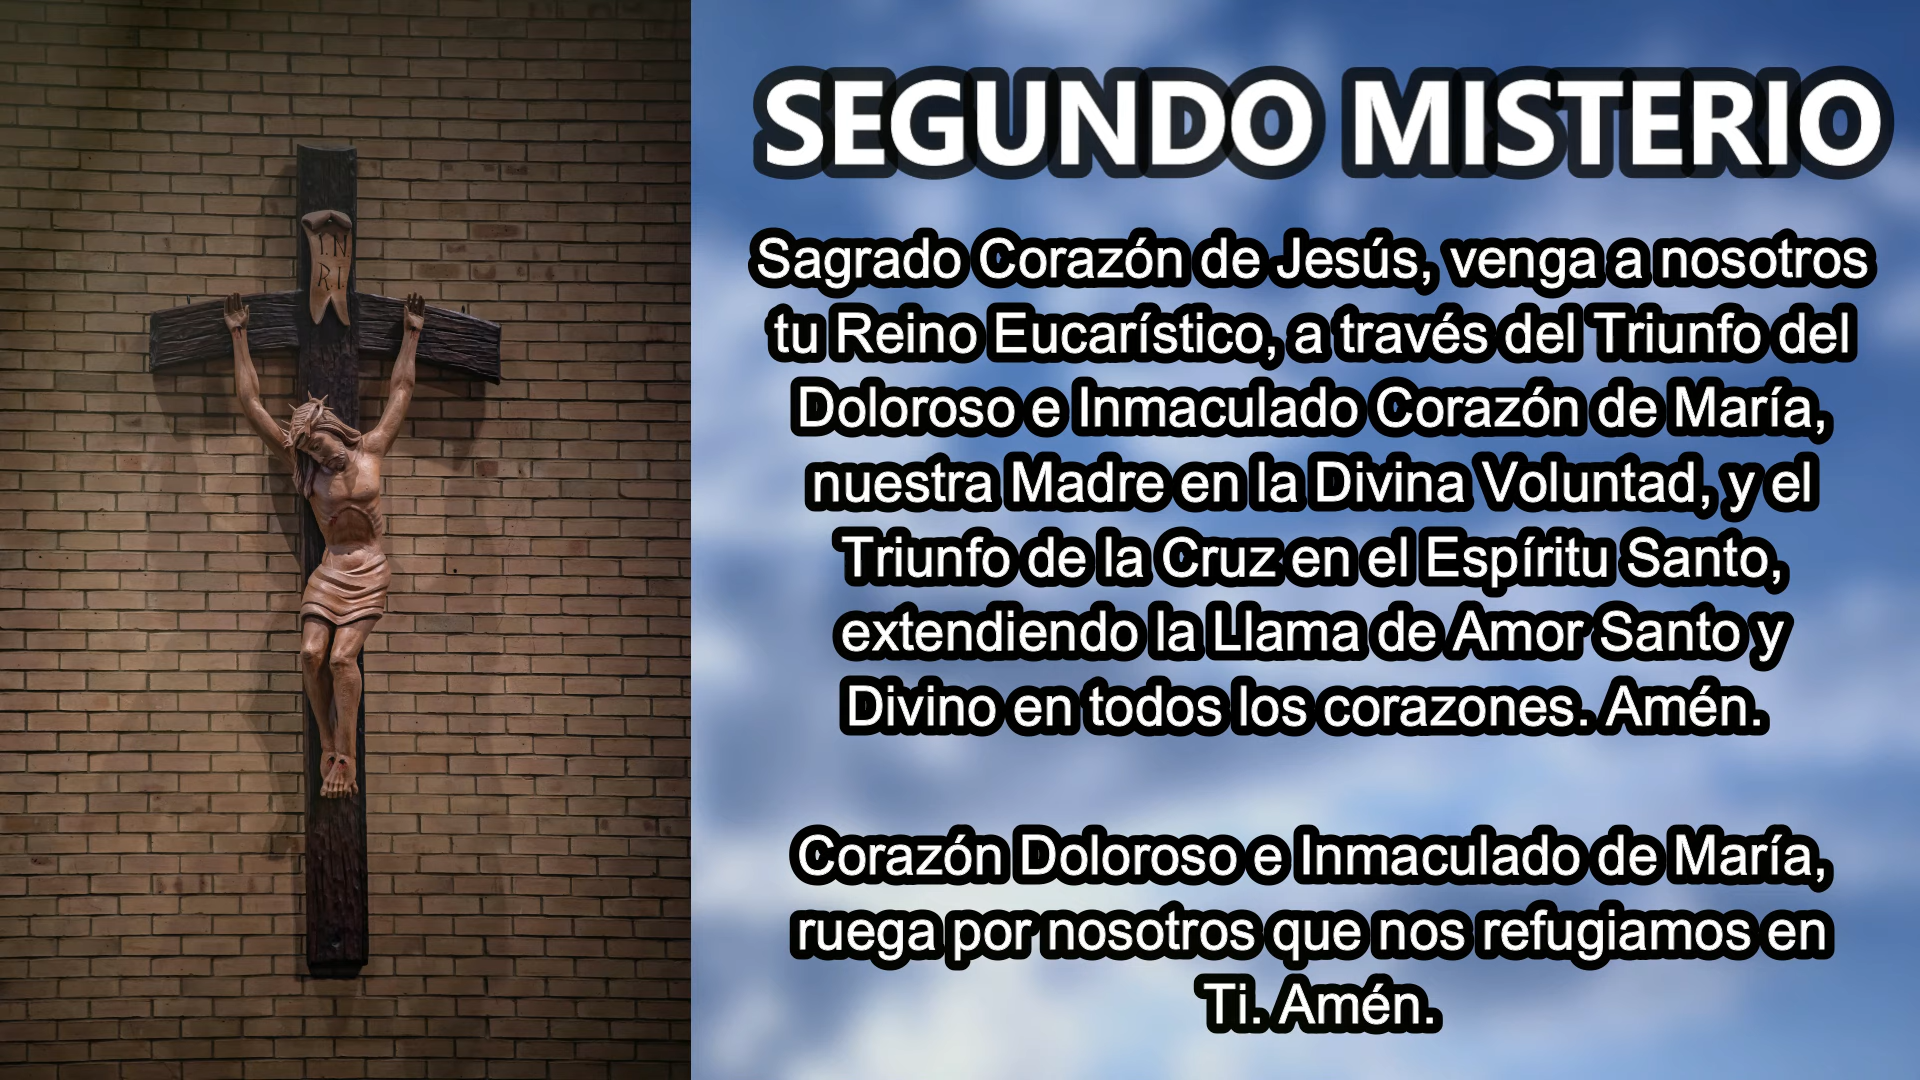 SEGUNDO MISTERIO
Sagrado Corazón de Jesús, venga a nosotros
tu Reino Eucarístico, a través del Triunfo del
Doloroso e Inmaculado Corazón de María,
nuestra Madre en la Divina Voluntad, y el
Triunfo de la Cruz en el Espíritu Santo,
extendiendo la Llama de Amor Santo y
Divino en todos los corazones. Amén.
Corazón Doloroso e Inmaculado de María,
ruega por nosotros que nos refugiamos en
Ti. Amén.
IN
RI